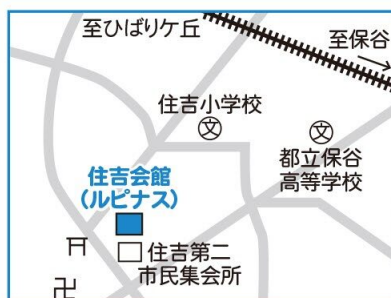 至ひばりケ丘
至保谷
住吉小学校
文
文
都立保谷
高等学校
住吉会館
(ルピナス)
住吉第二
市民集会所